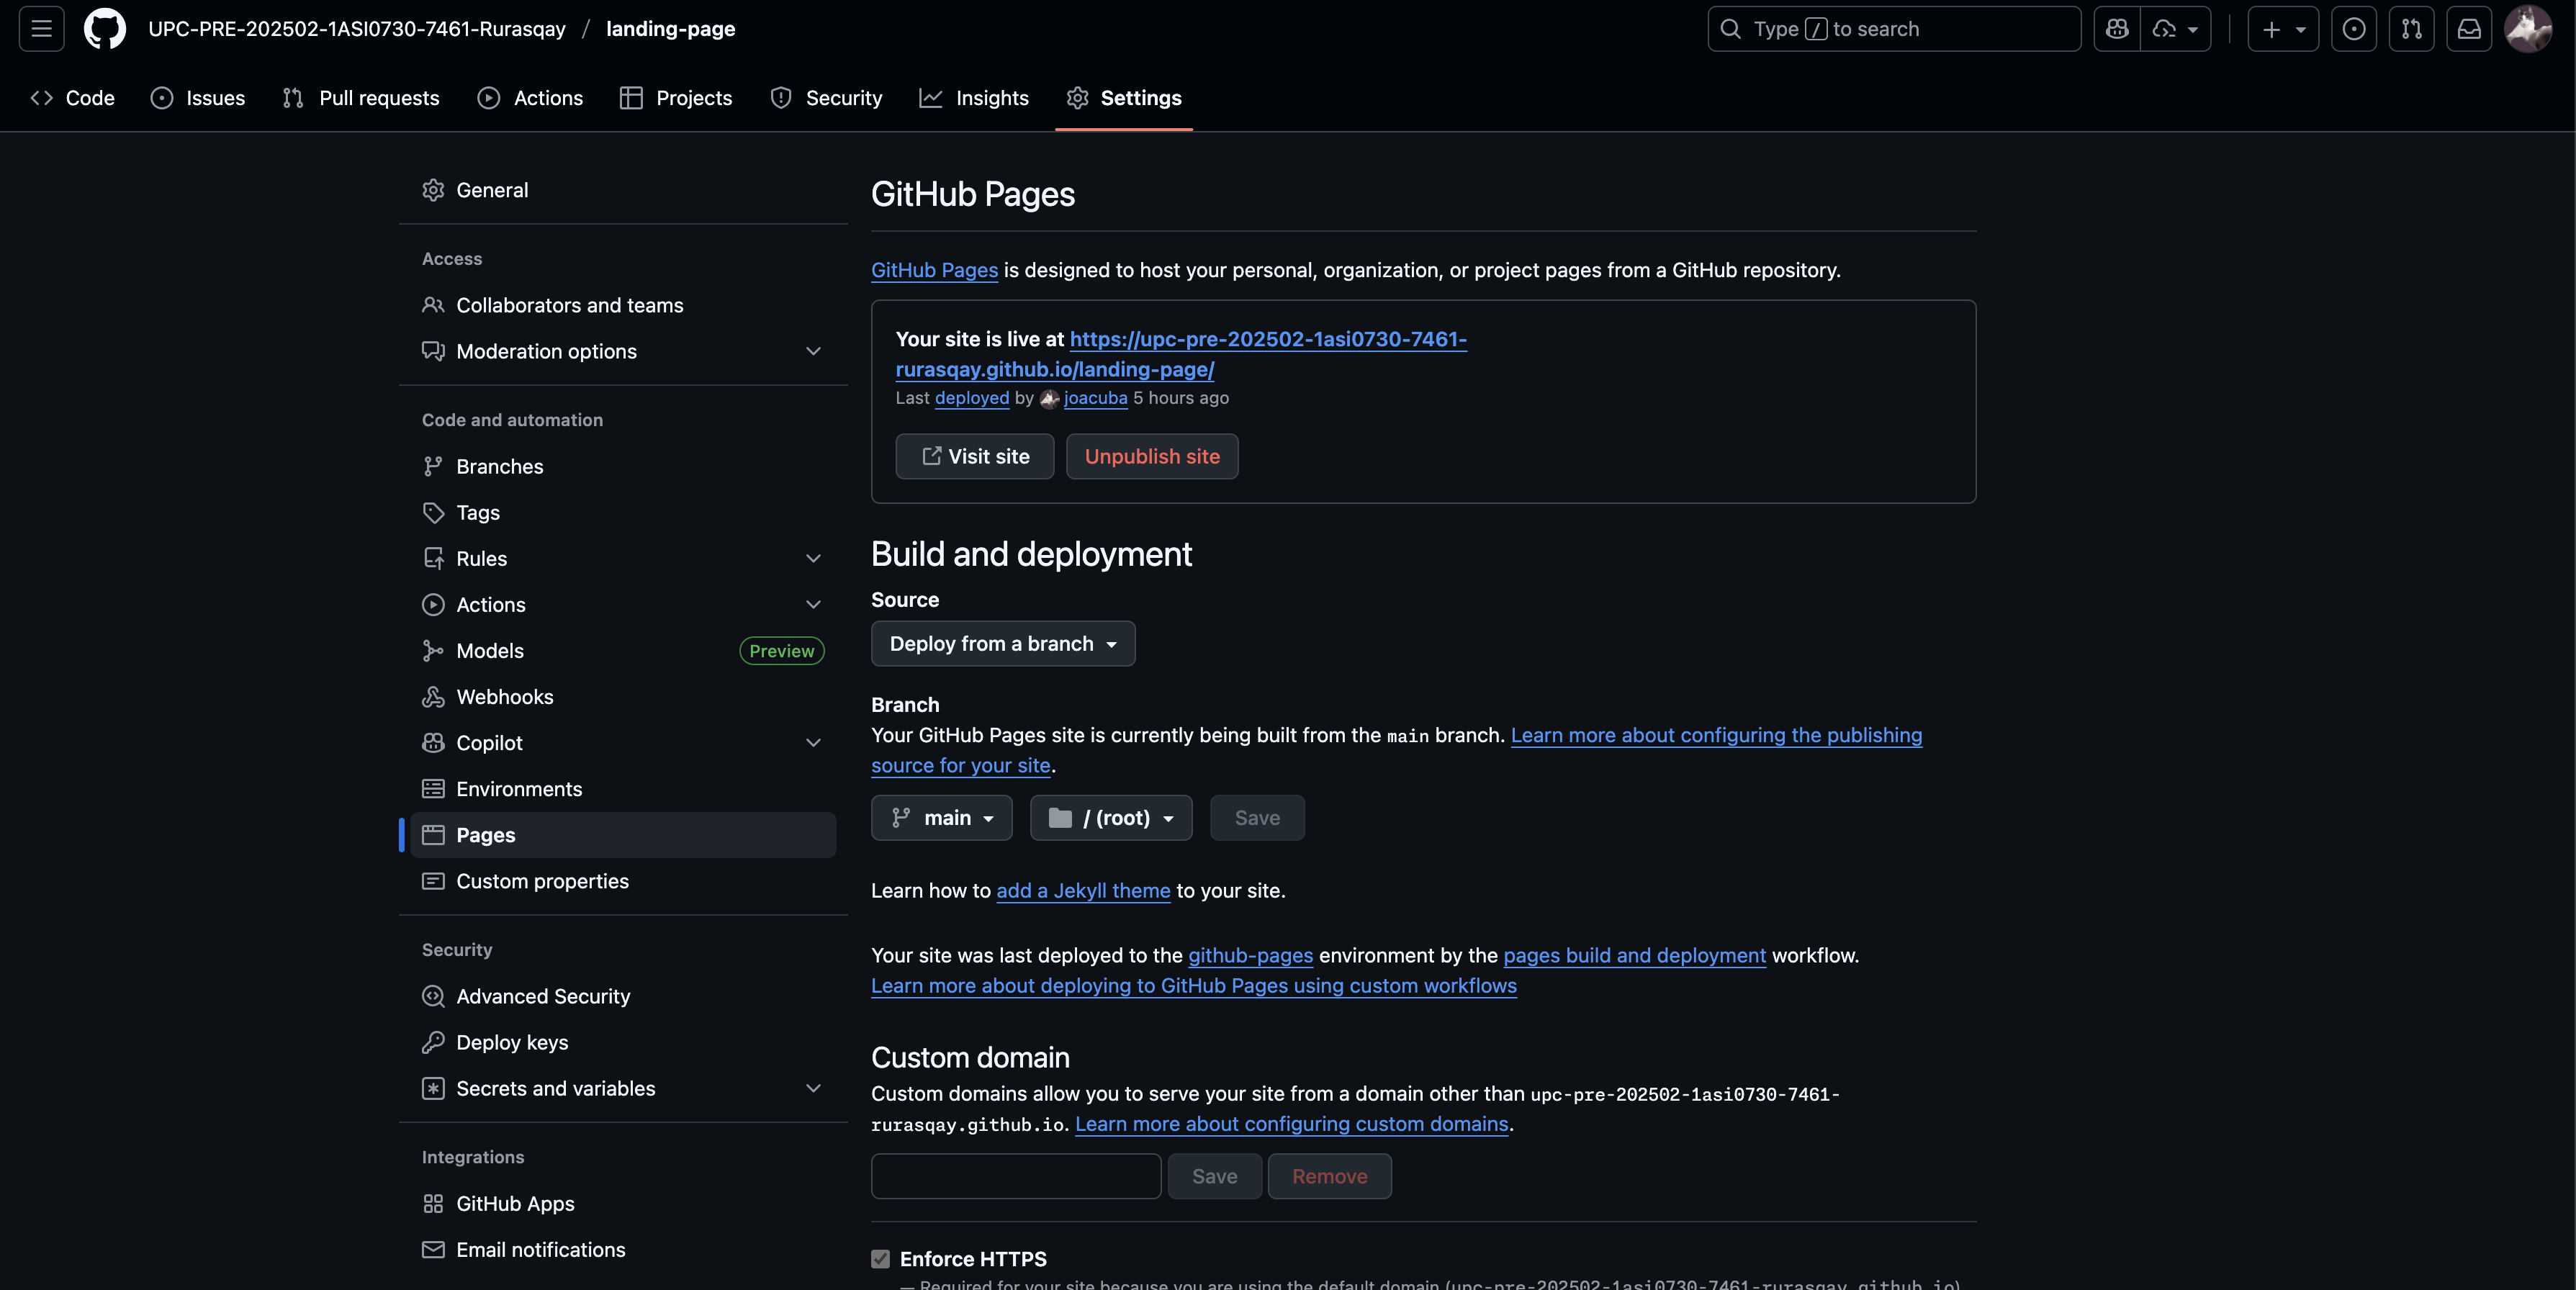 UPC-PRE-202502-1ASI0730-7461-Rurasqay / landing-page
Type / to search
Code
Issues
Pull requests
Actions
Projects
Security
Insights
Settings
General
Access
Collaborators and teams
Moderation options
Code and automation
Branches
Tags
Rules
Actions
Models
Preview
Webhooks
Copilot
Environments
Pages
Custom properties
Security
Advanced Security
Deploy keys
Secrets and variables
Integrations
GitHub Apps
Email notifications
GitHub Pages
GitHub Pages is designed to host your personal, organization, or project pages from a GitHub repository.
Your site is live at https://upc-pre-202502-1asi0730-7461-
rurasqay.github.io/landing-page/
Last deployed by joacuba 5 hours ago
Visit site
Unpublish site
Build and deployment
Source
Deploy from a branch
Branch
Your GitHub Pages site is currently being built from the main branch. Learn more about configuring the publishing
source for your site.
main
/ (root)
Save
Learn how to add a Jekyll theme to your site.
Your site was last deployed to the github-pages environment by the pages build and deployment workflow.
Learn more about deploying to GitHub Pages using custom workflows
Custom domain
Custom domains allow you to serve your site from a domain other than upc-pre-202502-1asi0730-7461-
rurasqay.github.io. Learn more about configuring custom domains.
Save
Remove
Enforce HTTPS
— Required for your site because you are using the default domain (upc-pre-202502-1asi0730-7461-rurasqay.github.io)